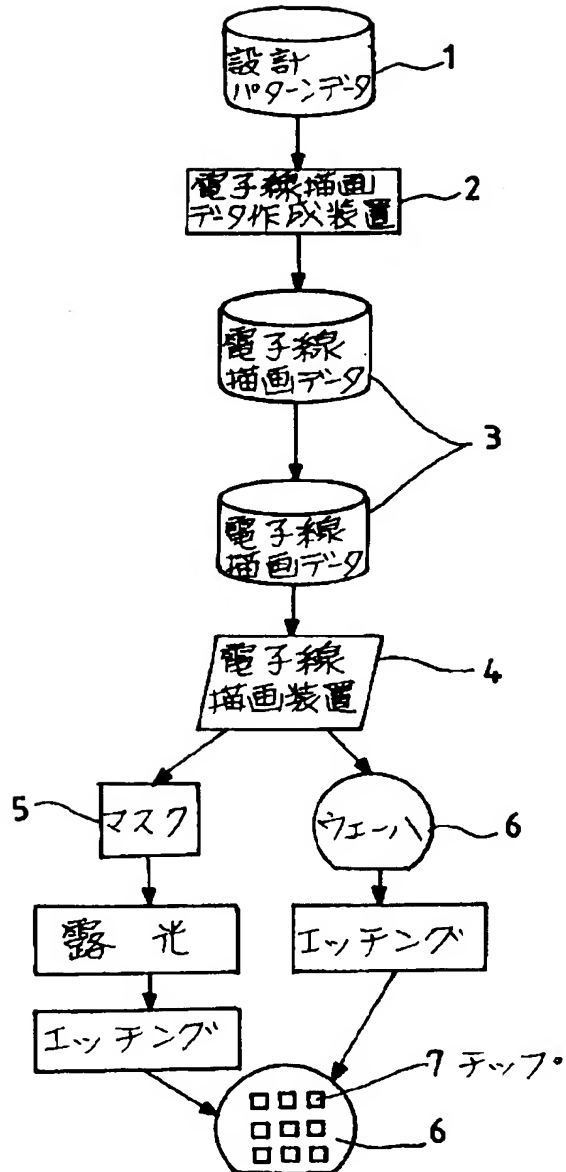 設計
パターンデータ
1
電子線描画
データ作成装置
2
電子線
描画データ
3
電子線
描画データ
電子線
描画装置
4
5
マスク
ウェーハ
6
露光
エッチング
エッチング
7 チップ
6